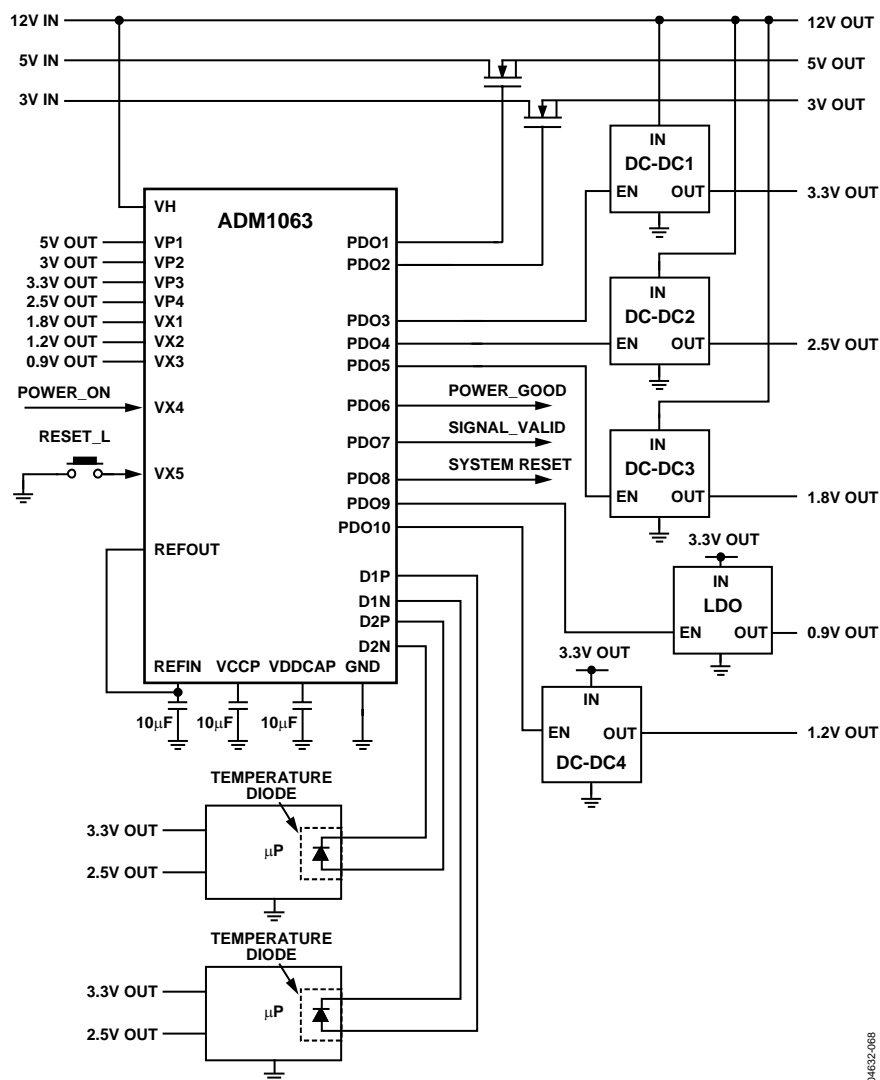 12V IN
12V OUT
5V IN
5V OUT
3V IN
3V OUT
IN
DC-DC1
EN OUT
3.3V OUT
VH
ADM1063
5V OUT
VP1
3V OUT
VP2
3.3V OUT
VP3
2.5V OUT
VP4
1.8V OUT
VX1
1.2V OUT
VX2
0.9V OUT
VX3
POWER_ON
VX4
RESET_L
VX5
REFOUT
REFIN VCCP VDDCAP GND
10μF 10μF 10μF
PDO1
PDO2
PDO3
PDO4
PDO5
PDO6
POWER_GOOD
PDO7
SIGNAL_VALID
PDO8
SYSTEM RESET
PDO9
PDO10
D1P
D1N
D2P
D2N
IN
DC-DC2
EN OUT
2.5V OUT
IN
DC-DC3
EN OUT
1.8V OUT
3.3V OUT
IN
LDO
EN OUT
0.9V OUT
3.3V OUT
IN
EN OUT
DC-DC4
1.2V OUT
TEMPERATURE
DIODE
3.3V OUT
μP
2.5V OUT
TEMPERATURE
DIODE
3.3V OUT
μP
2.5V OUT
04632-068